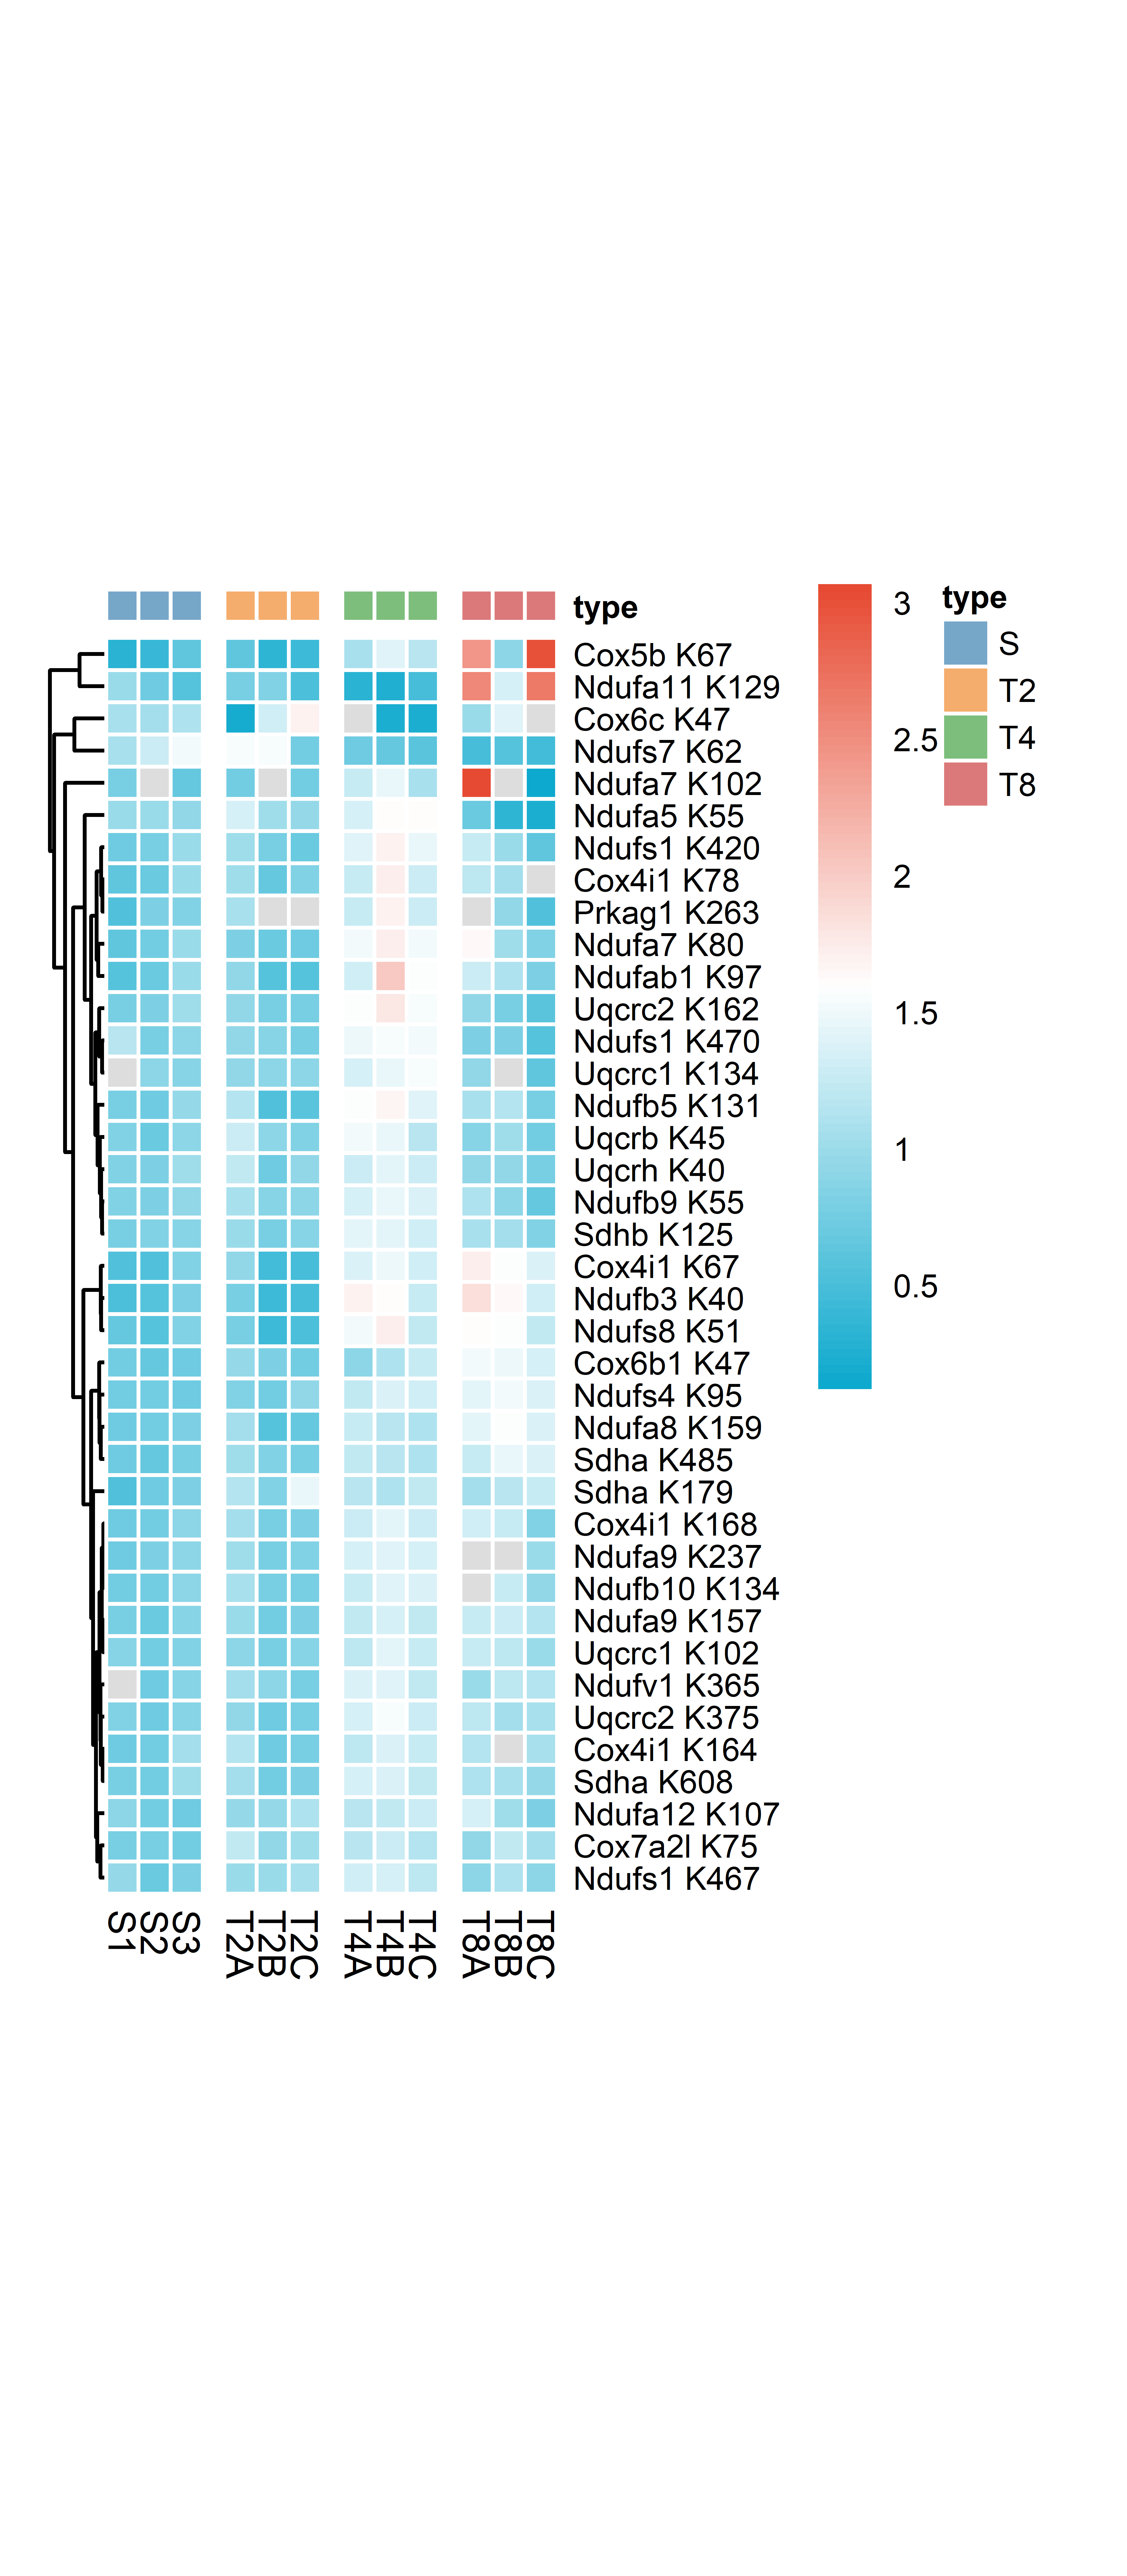 type
Cox5b K67
Ndufa11 K129
Cox6c K47
Ndufs7 K62
Ndufa7 K102
Ndufa5 K55
Ndufs1 K420
Cox4i1 K78
Prkag1 K263
Ndufa7 K80
Ndufab1 K97
Uqcrc2 K162
Ndufs1 K470
Uqcrc1 K134
Ndufb5 K131
Uqcrb K45
Uqcrh K40
Ndufb9 K55
Sdhb K125
Cox4i1 K67
Ndufb3 K40
Ndufs8 K51
Cox6b1 K47
Ndufs4 K95
Ndufa8 K159
Sdha K485
Sdha K179
Cox4i1 K168
Ndufa9 K237
Ndufb10 K134
Ndufa9 K157
Uqcrc1 K102
Ndufv1 K365
Uqcrc2 K375
Cox4i1 K164
Sdha K608
Ndufa12 K107
Cox7a2l K75
Ndufs1 K467
S1
S2
S3
T2A
T2B
T2C
T4A
T4B
T4C
T8A
T8B
T8C
3
2.5
2
1.5
1
0.5
type
S
T2
T4
T8